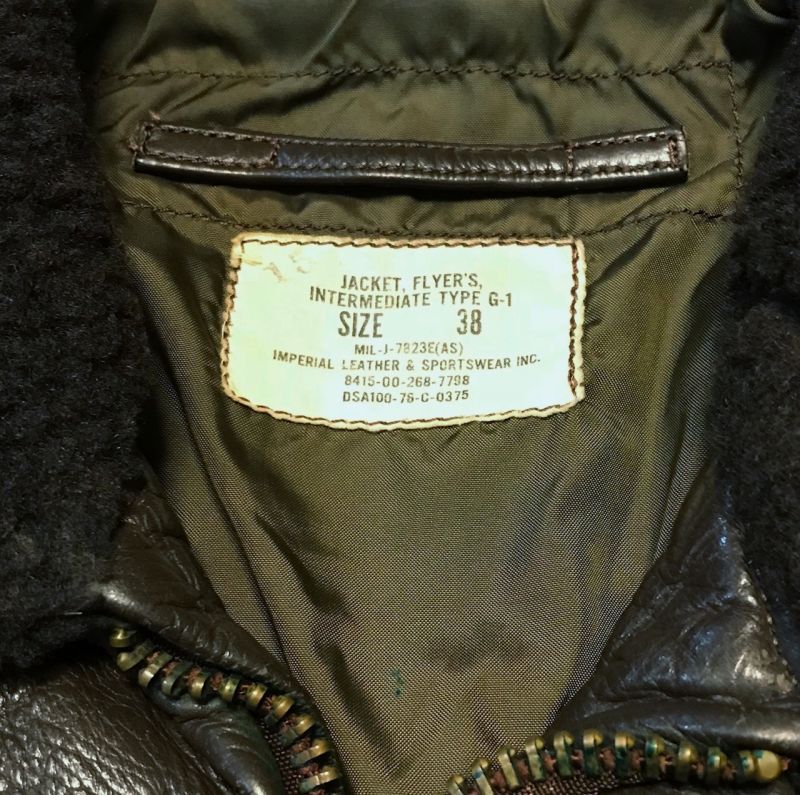 JACKET, FLYER'S,
INTERMEDIATE TYPE G-1
SIZE 38
MIL-J-7823E(AS)
IMPERIAL LEATHER & SPORTSWEAR INC.
8415-00-268-7798
DSA100-76-C-0375